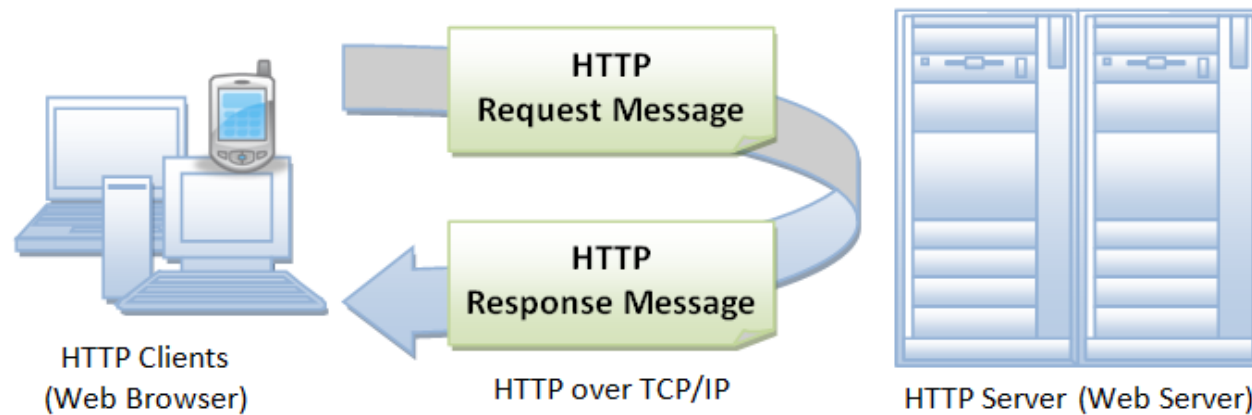 HTTP
Request Message
HTTP
Response Message
HTTP Clients
(Web Browser)
HTTP over TCP/IP
HTTP Server (Web Server)